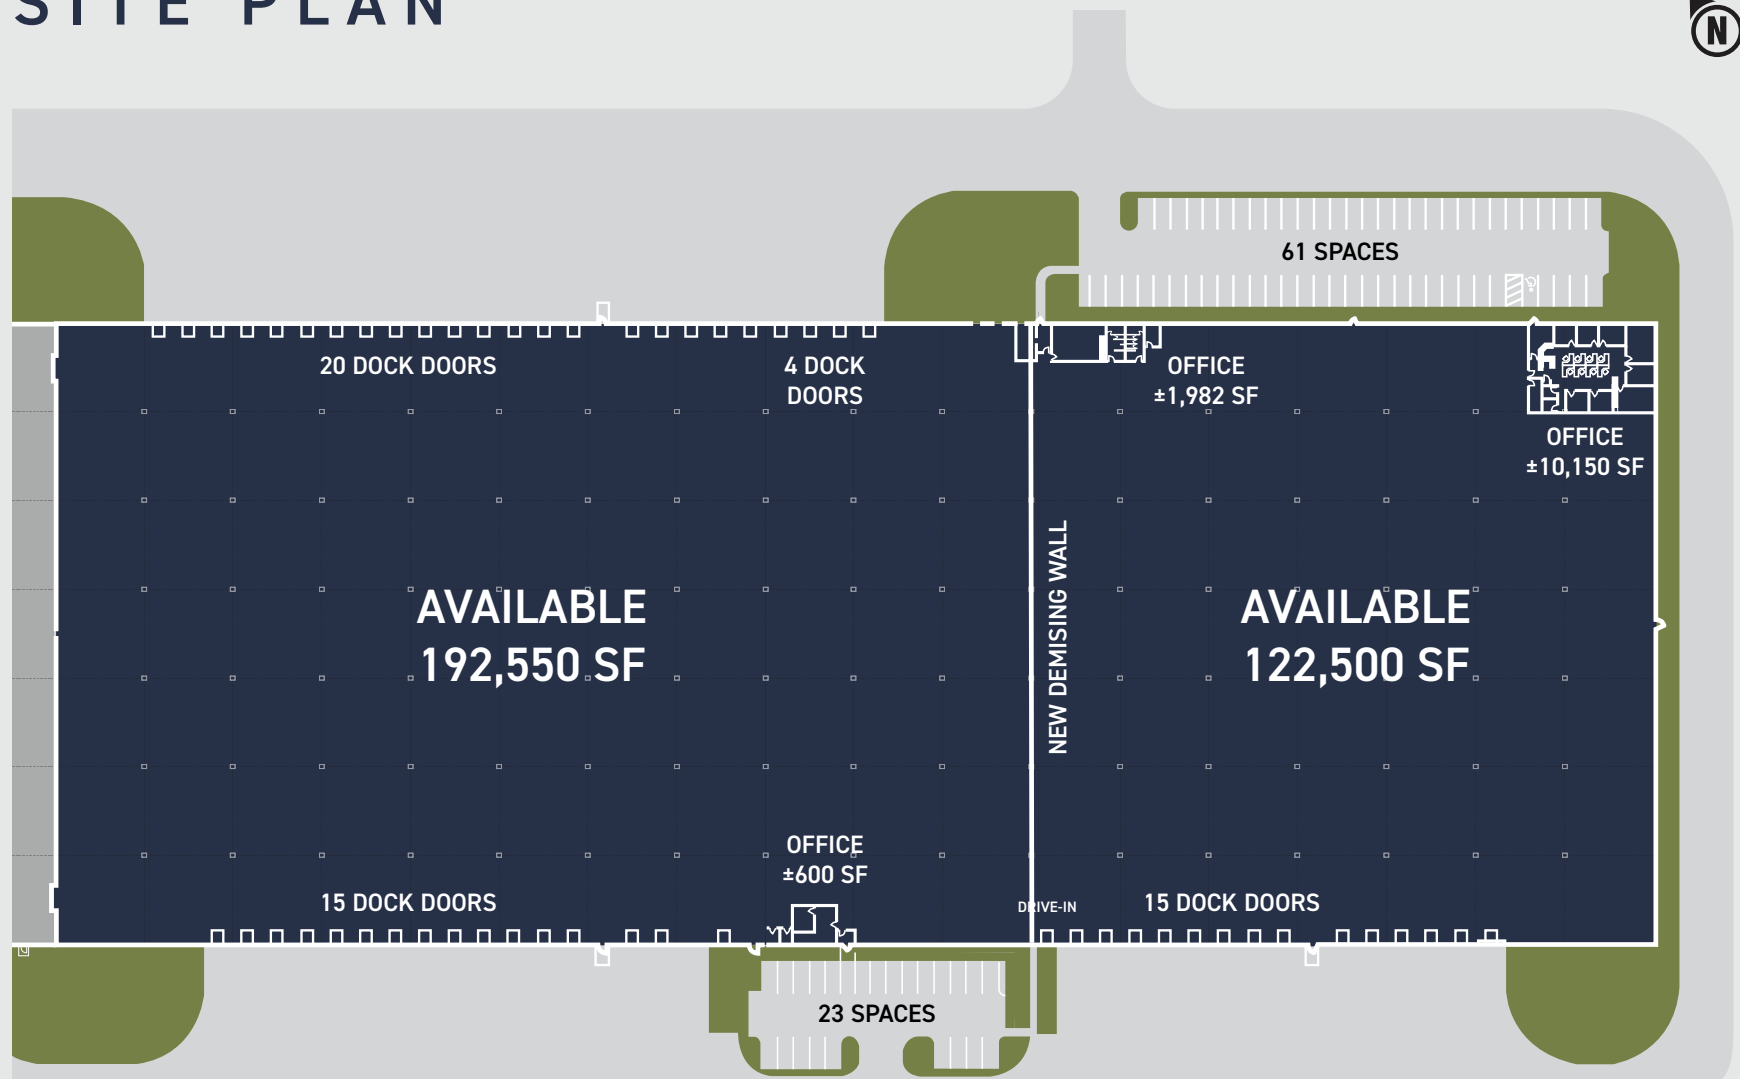 SITE PLAN
N
61 SPACES
20 DOCK DOORS
4 DOCK
DOORS
OFFICE
±1,982 SF
OFFICE
±10,150 SF
AVAILABLE
192,550 SF
NEW DEMISING WALL
AVAILABLE
122,500 SF
OFFICE
±600 SF
15 DOCK DOORS
DRIVE-IN
15 DOCK DOORS
23 SPACES